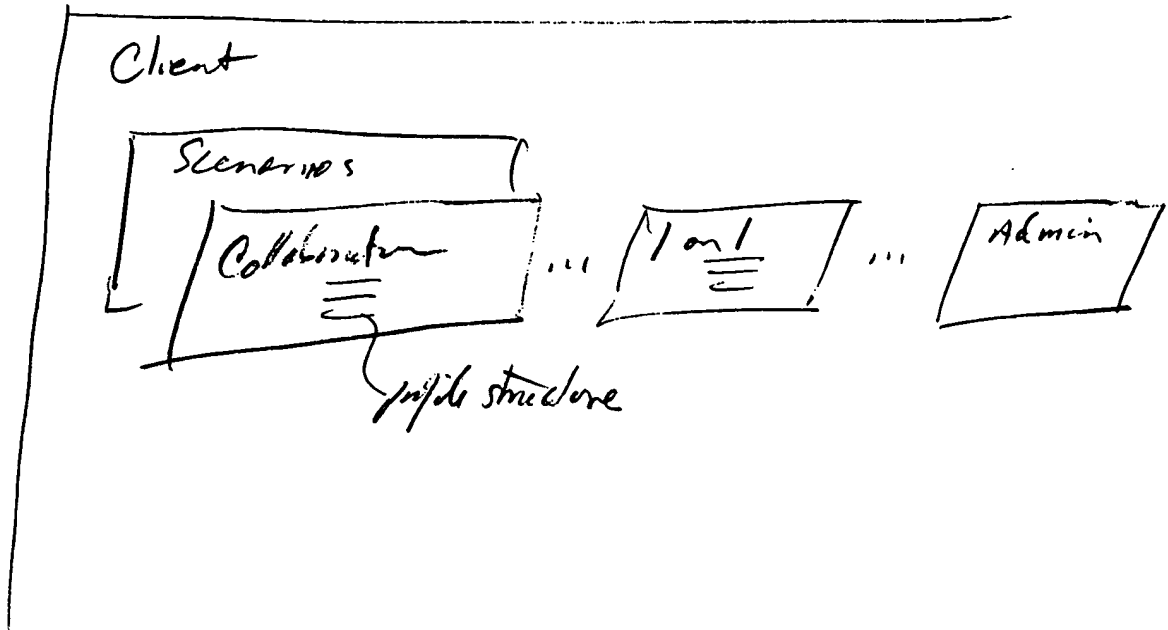 Client
Scenarios
Collaboration
...
1 on 1
...
Admin
profile structure